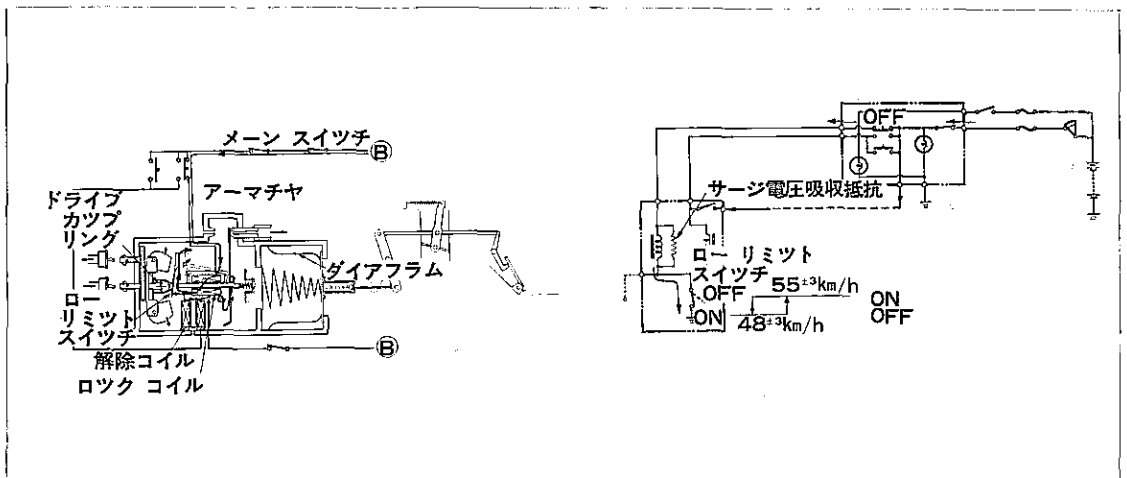 メーン スイッチ
Ⓑ
アーマチヤ
ドライブ
カツプ
リング
ダイアフラム
ロー
リミット
スイッチ
解除コイル
Ⓑ
ロツク コイル
OFF
サージ電圧吸収抵抗
ロー リミツト
スイッチ
OFF
55±3km/h
ON
48±3km/h
ON
OFF